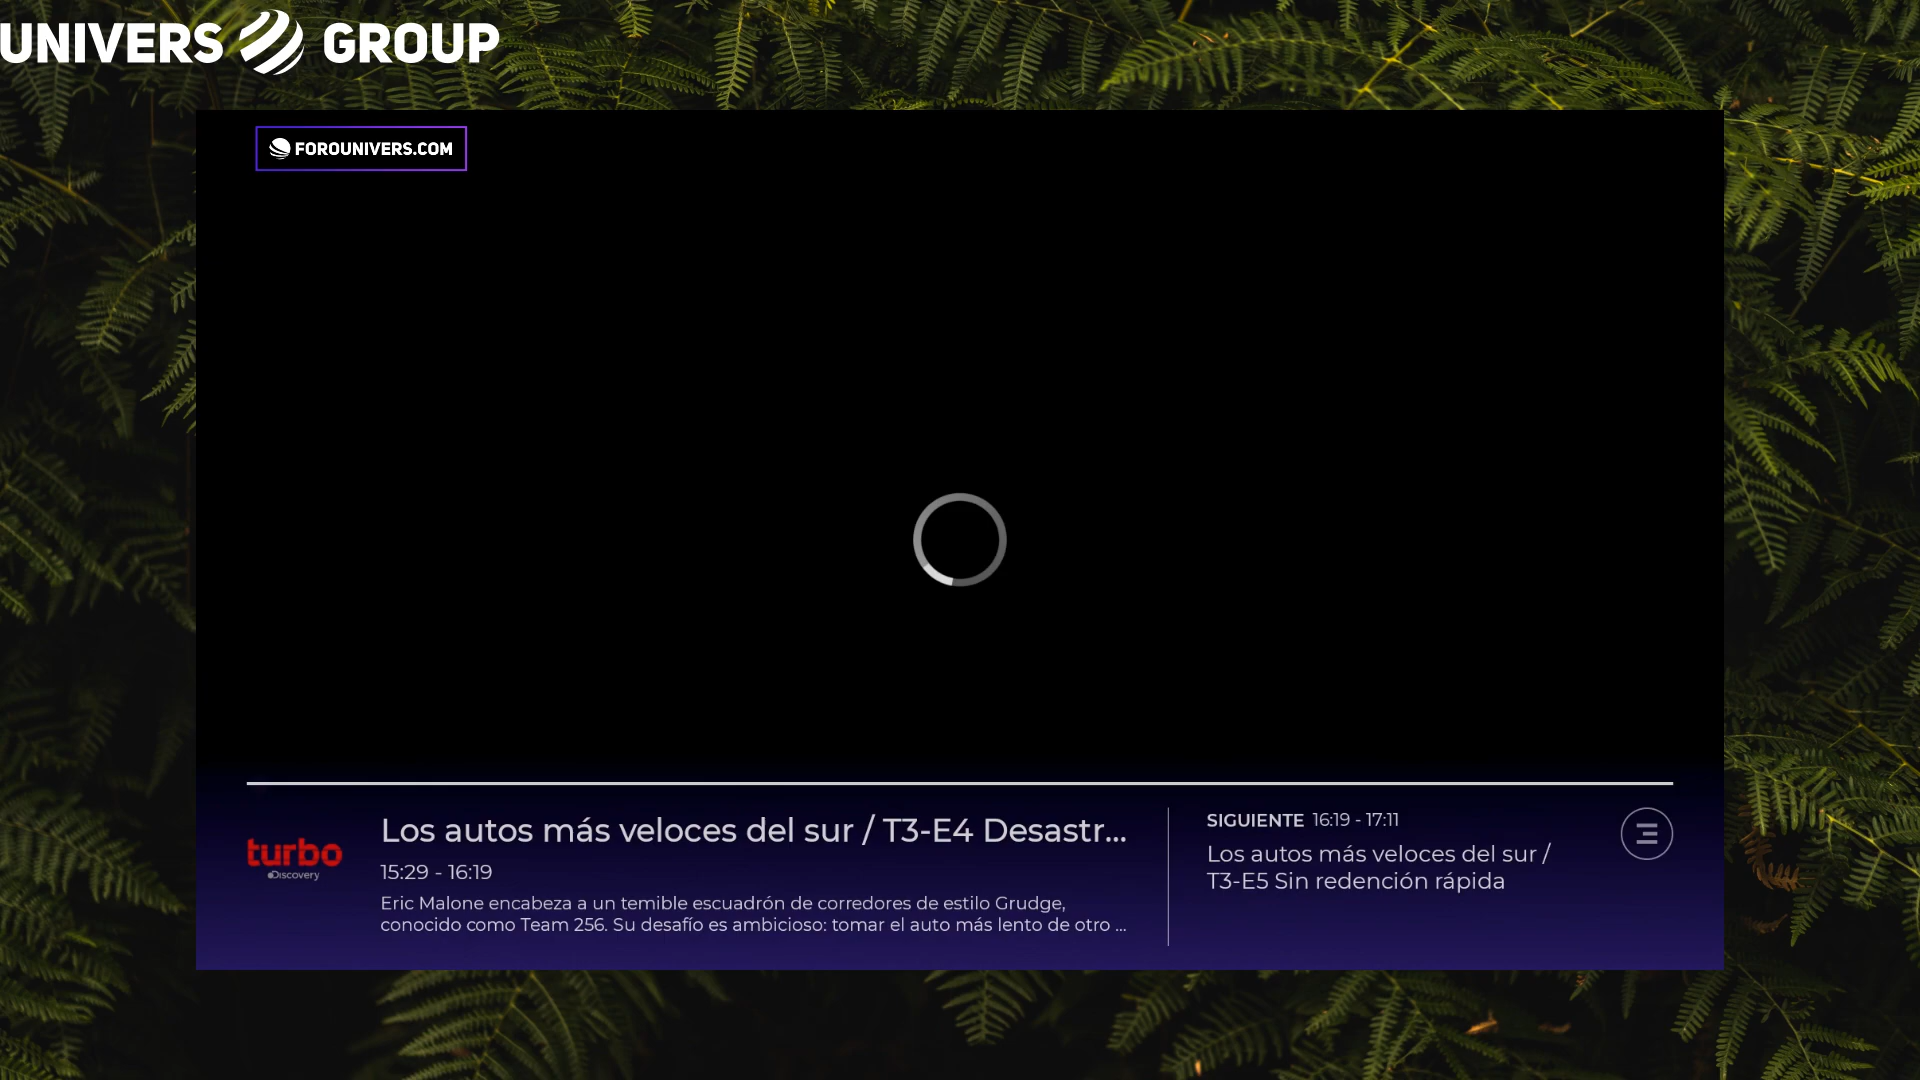 UNIVERS GROUP
FOROUNIVERS.COM
turbo
Discovery
Los autos más veloces del sur / T3-E4 Desastr...
15:29 - 16:19
Eric Malone encabeza a un temible escuadrón de corredores de estilo Grudge,
conocido como Team 256. Su desafío es ambicioso: tomar el auto más lento de otro ...
SIGUIENTE 16:19 - 17:11
Los autos más veloces del sur /
T3-E5 Sin redención rápida